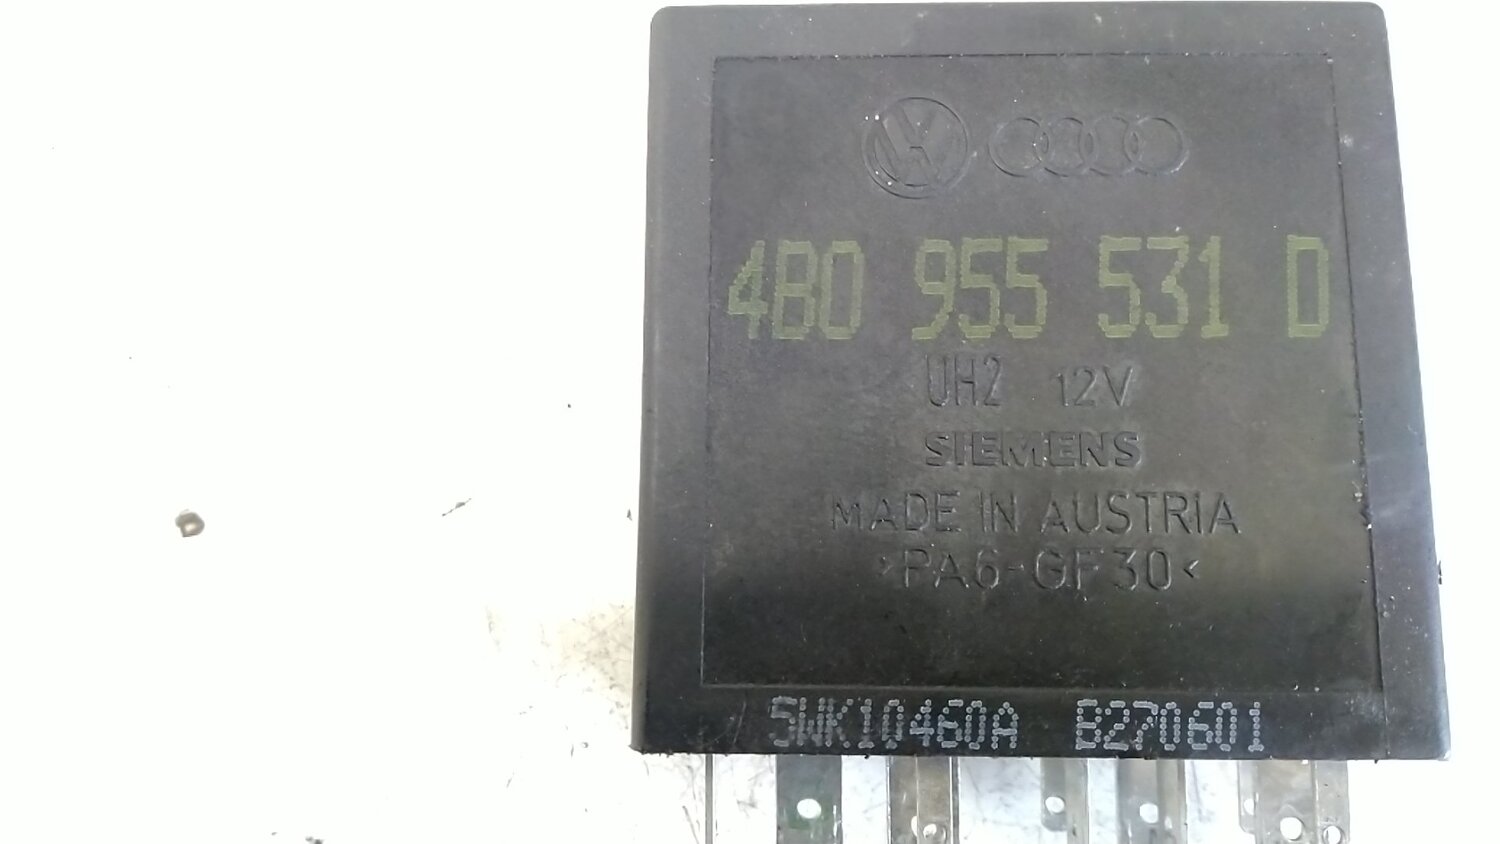 4B0 955 531 D
UH2 12V
SIEMENS
MADE IN AUSTRIA
>PA6-GF30<
5WK10460A B270601